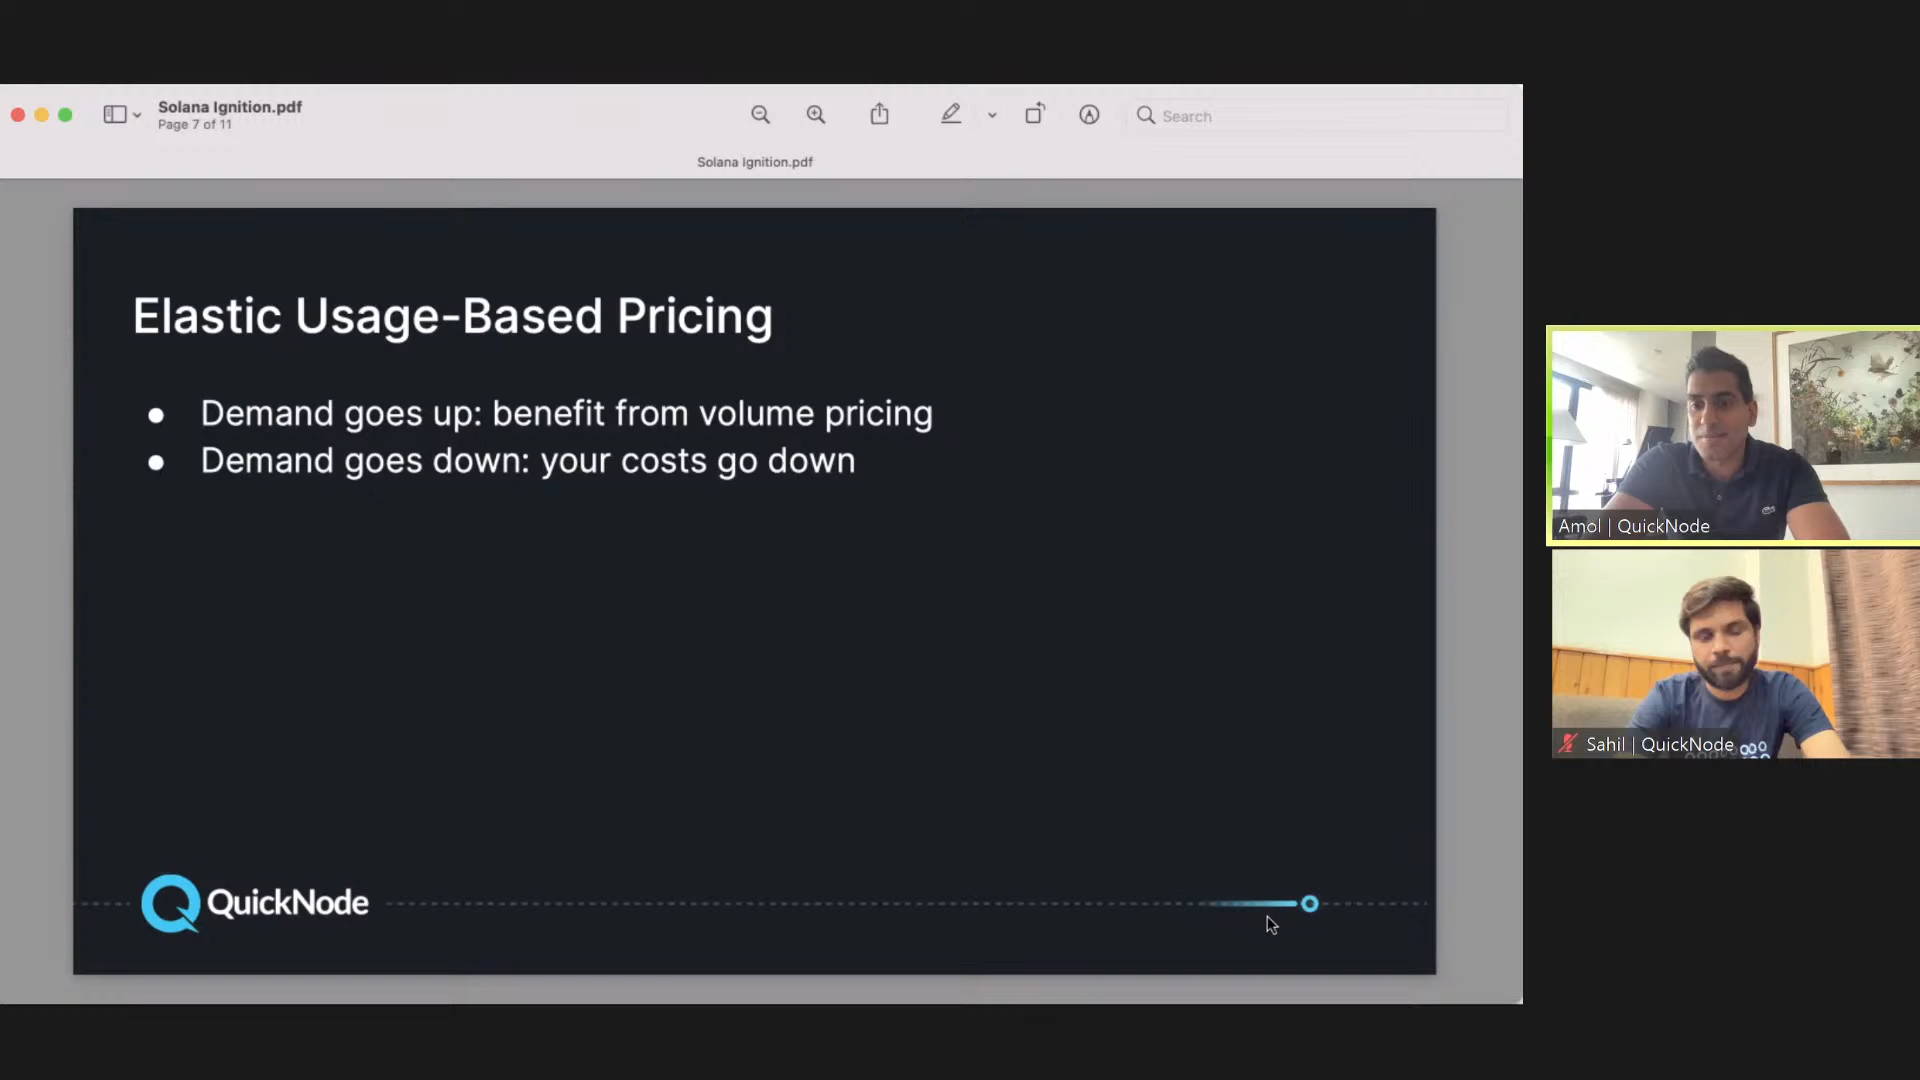 Solana Ignition.pdf
Page 7 of 11
Search
Solana Ignition.pdf
Elastic Usage-Based Pricing
● Demand goes up: benefit from volume pricing
● Demand goes down: your costs go down
QuickNode
Amol | QuickNode
Sahil | QuickNode